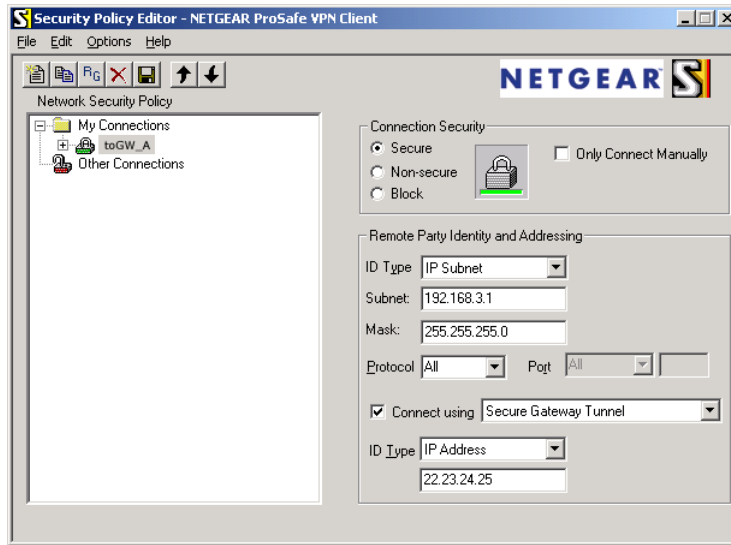 Security Policy Editor - NETGEAR ProSafe VPN Client
File Edit Options Help
RG
NETGEAR
Network Security Policy
My Connections
toGW_A
Other Connections
Connection Security
Secure
Non-secure
Block
Only Connect Manually
Remote Party Identity and Addressing
ID Type IP Subnet
Subnet: 192.168.3.1
Mask: 255.255.255.0
Protocol All Port All
Connect using Secure Gateway Tunnel
ID Type IP Address
22.23.24.25